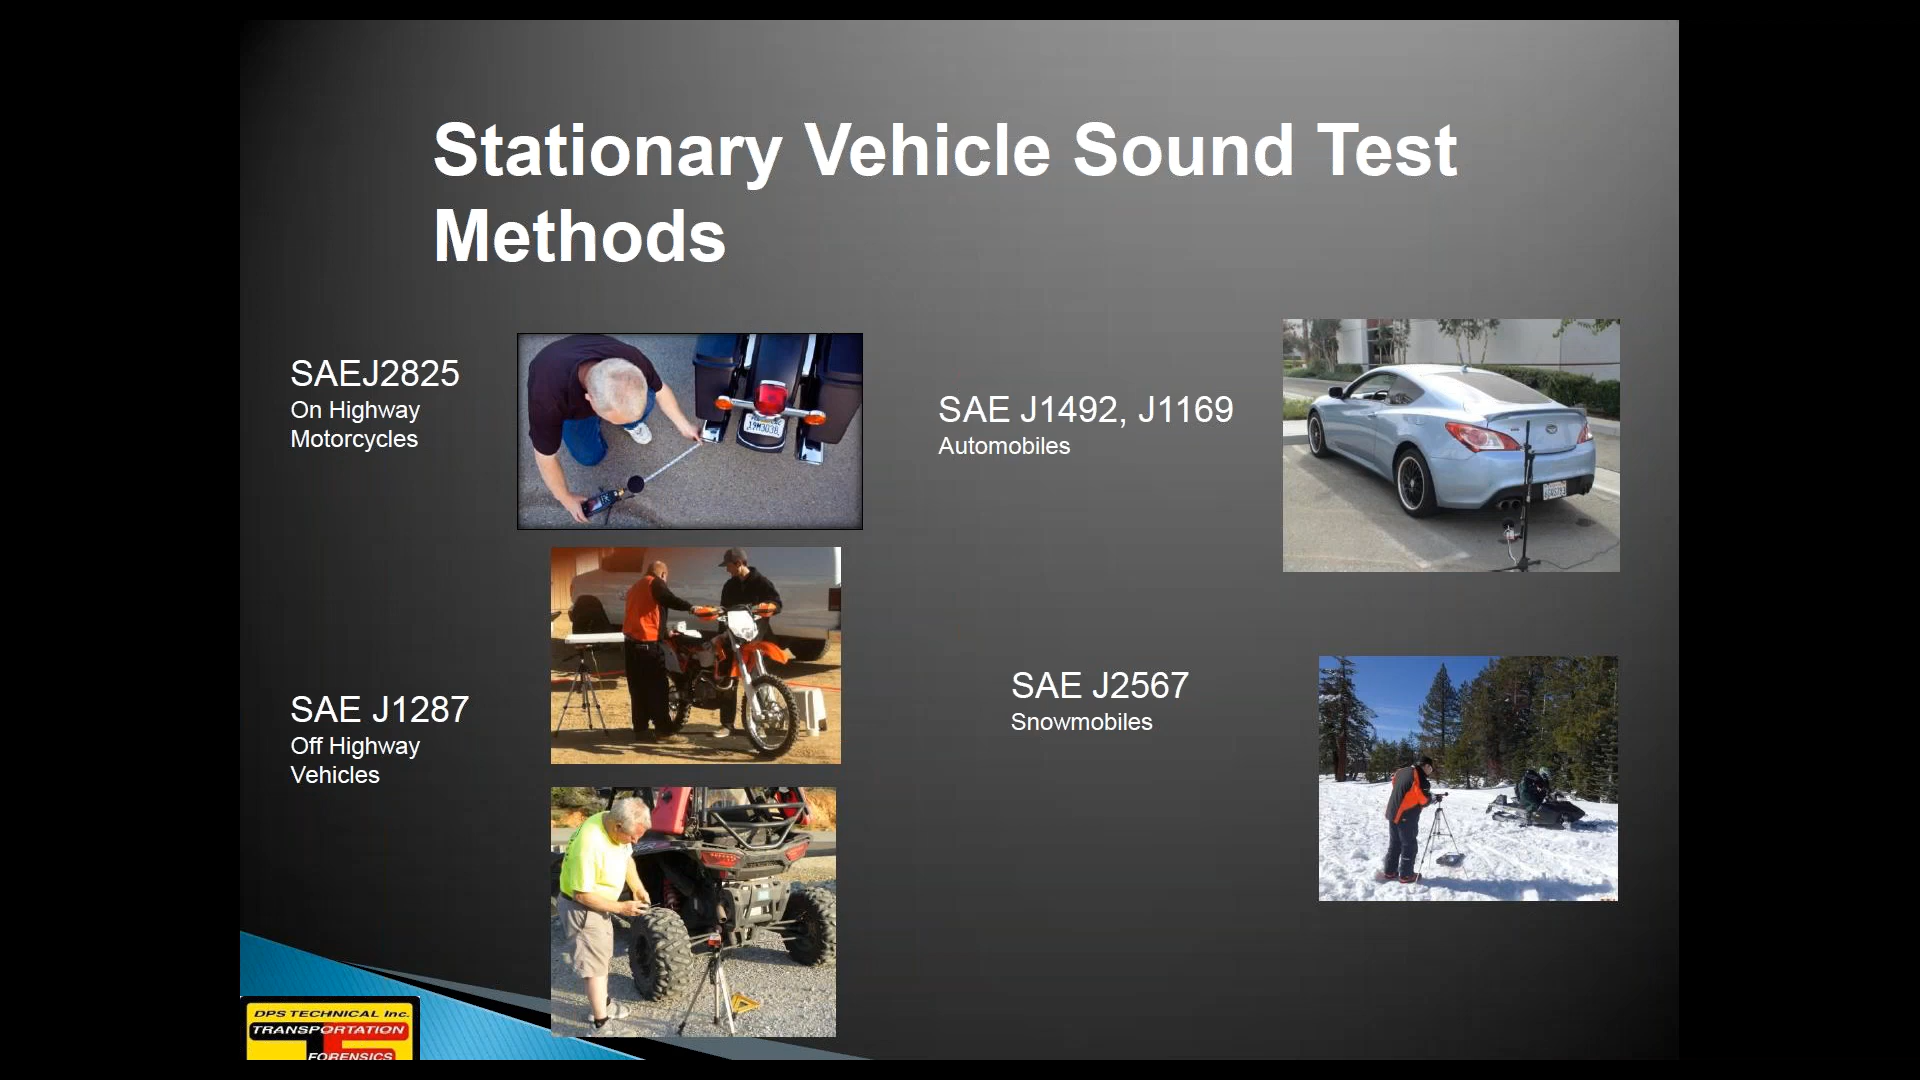 Stationary Vehicle Sound Test
Methods
SAEJ2825
On Highway
Motorcycles
SAE J1492, J1169
Automobiles
SAE J1287
Off Highway
Vehicles
SAE J2567
Snowmobiles
DPS TECHNICAL Inc.
TRANSPORTATION
FORENSICS